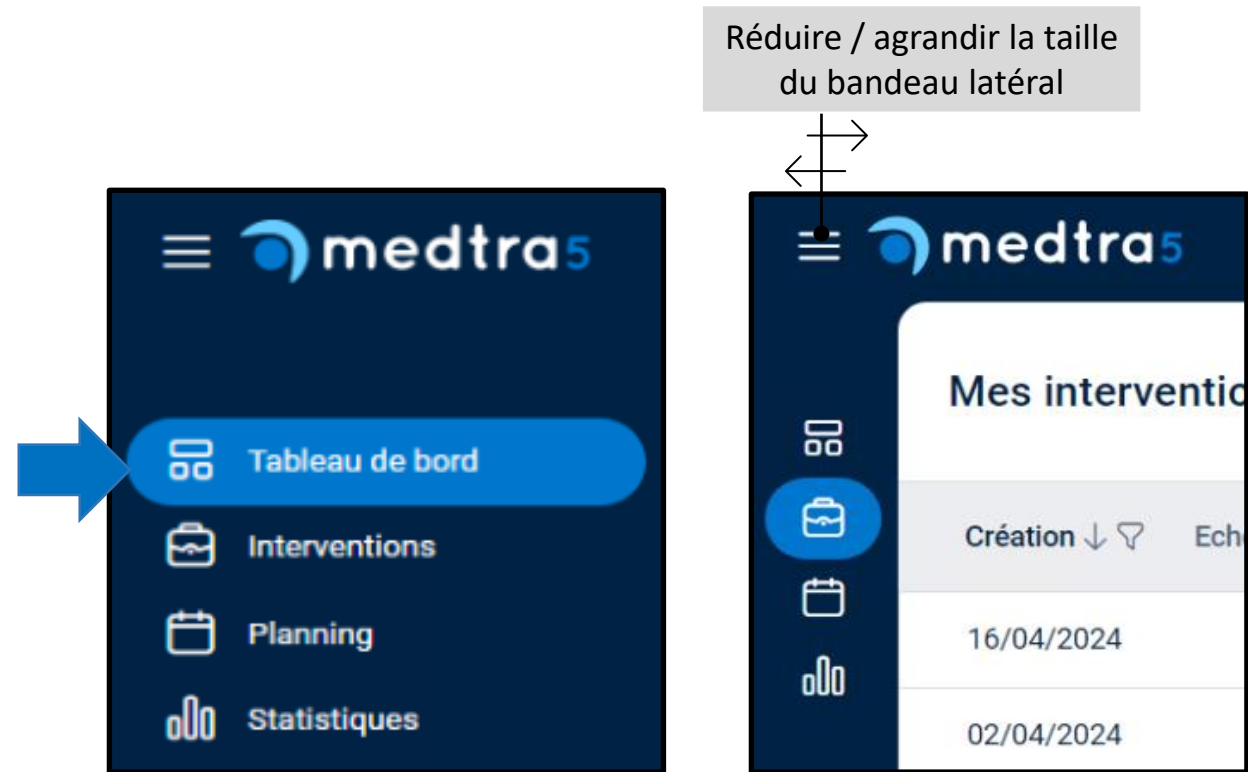 Réduire / agrandir la taille
du bandeau latéral
medtra5
Tableau de bord
Interventions
Planning
Statistiques
medtra5
Mes interventio
Création Ech
16/04/2024
02/04/2024